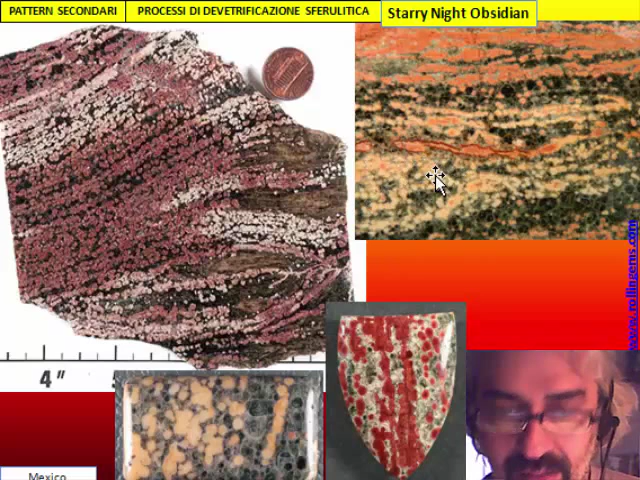 PATTERN SECONDARI
PROCESSI DI DEVETRIFICAZIONE SFERULITICA
Starry Night Obsidian
4"
Mexico